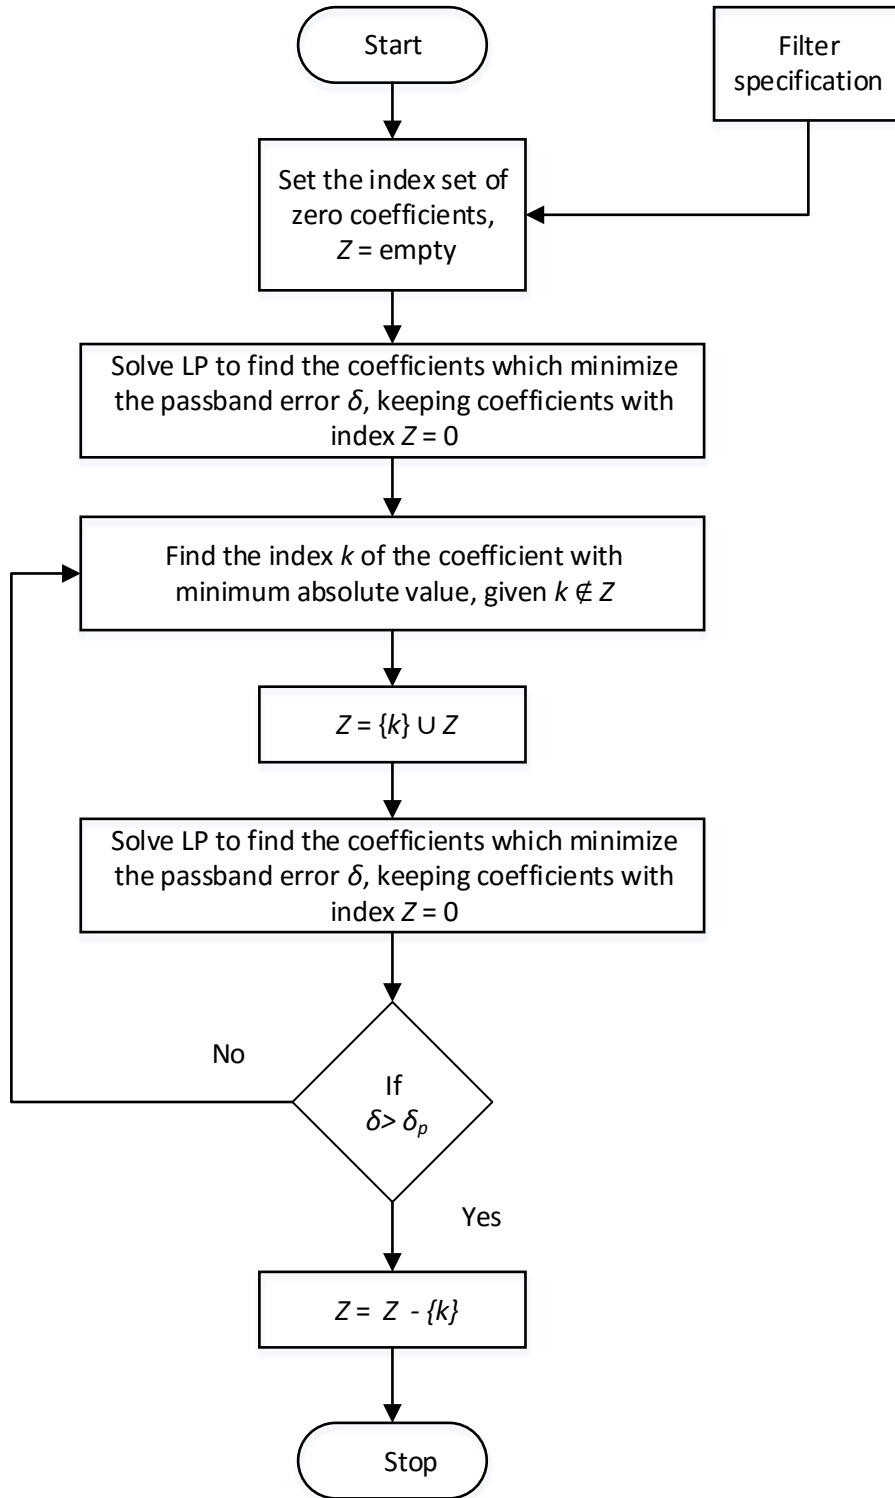 Start
Filter
specification
Set the index set of
zero coefficients,
Z = empty
Solve LP to find the coefficients which minimize
the passband error δ, keeping coefficients with
index Z = 0
Find the index k of the coefficient with
minimum absolute value, given k ∉ Z
Z = {k} ∪ Z
Solve LP to find the coefficients which minimize
the passband error δ, keeping coefficients with
index Z = 0
No
If
δ> δₚ
Yes
Z = Z - {k}
Stop